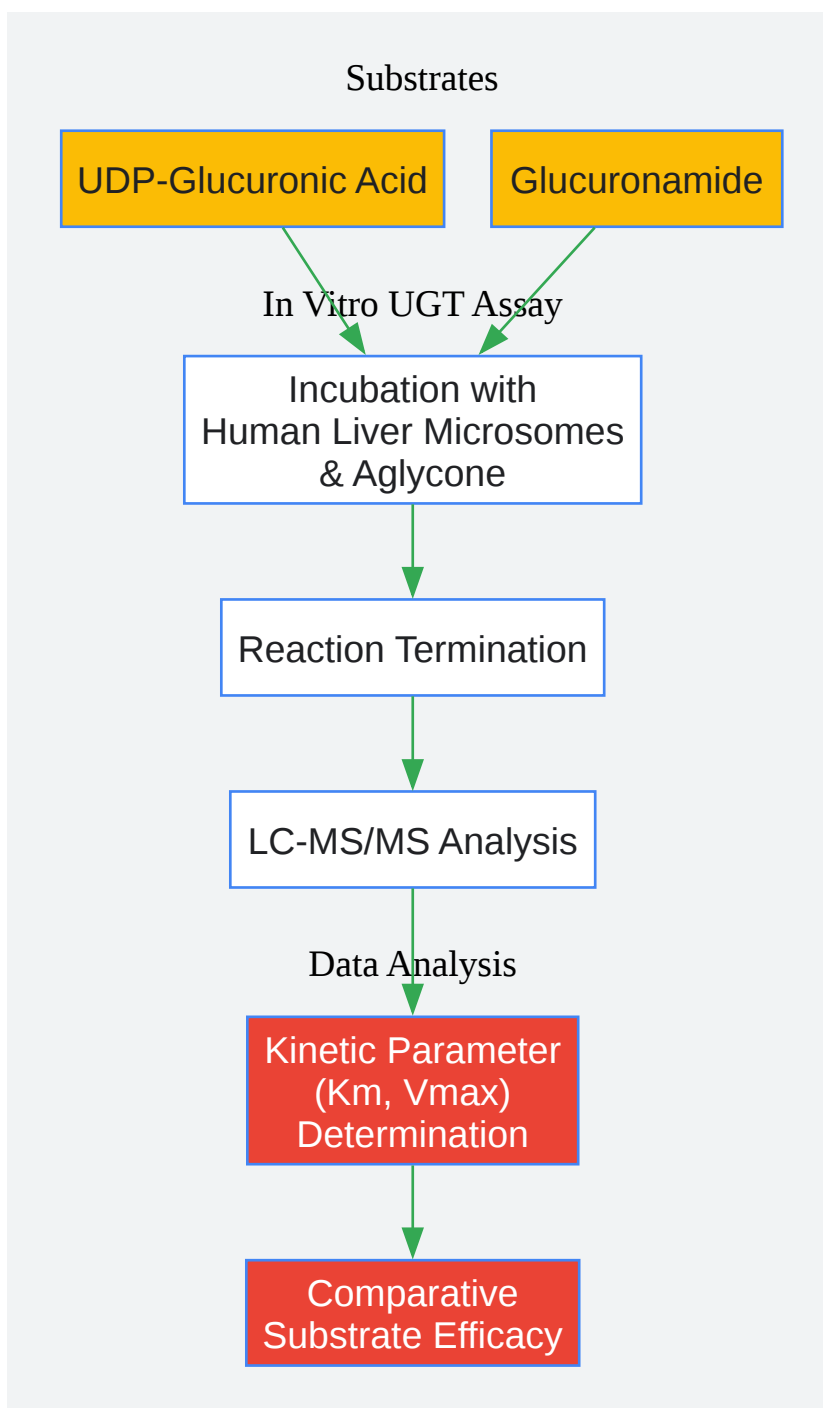 Substrates
UDP-Glucuronic Acid
Glucuronamide
In Vitro UGT Assay
Incubation with
Human Liver Microsomes
& Aglycone
Reaction Termination
LC-MS/MS Analysis
Data Analysis
Kinetic Parameter
(Km, Vmax)
Determination
Comparative
Substrate Efficacy